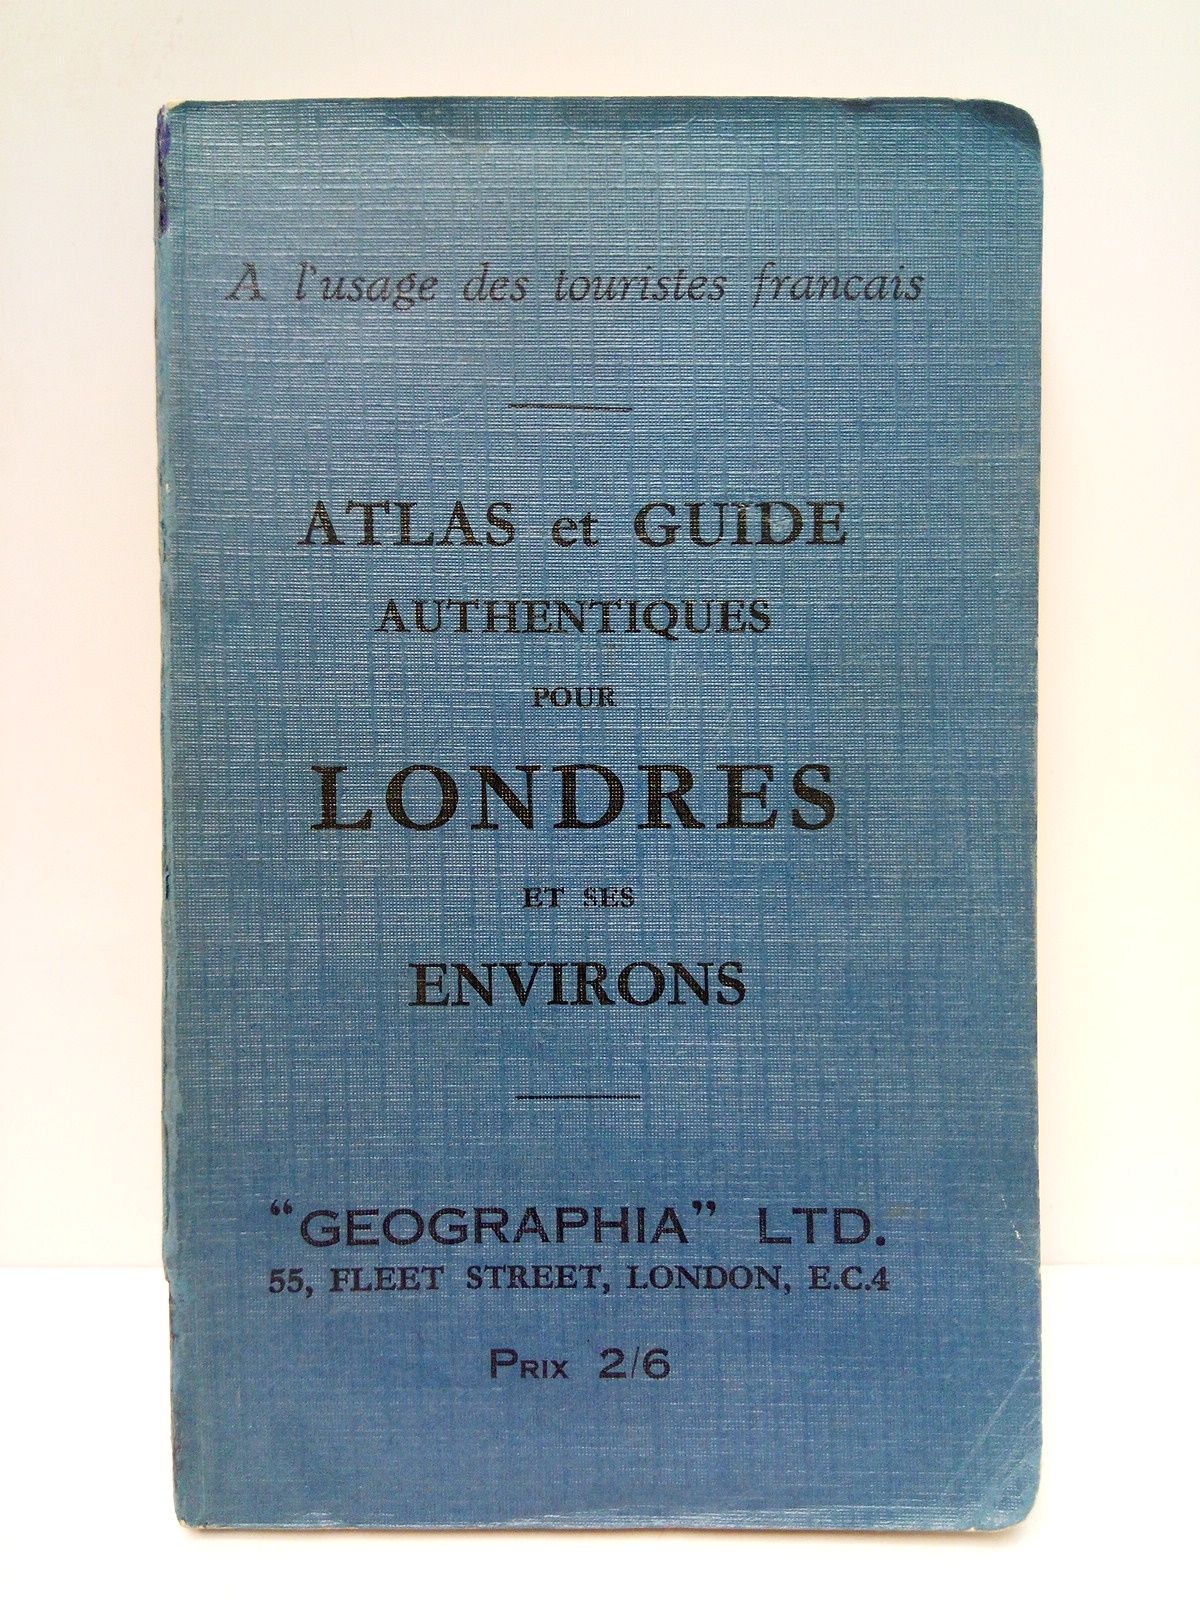 A l'usage des touristes francais
ATLAS et GUIDE
AUTHENTIQUES
POUR
LONDRES
ET SES
ENVIRONS
"GEOGRAPHIA" LTD.
55, FLEET STREET, LONDON, E.C.4
PRIX 2/6